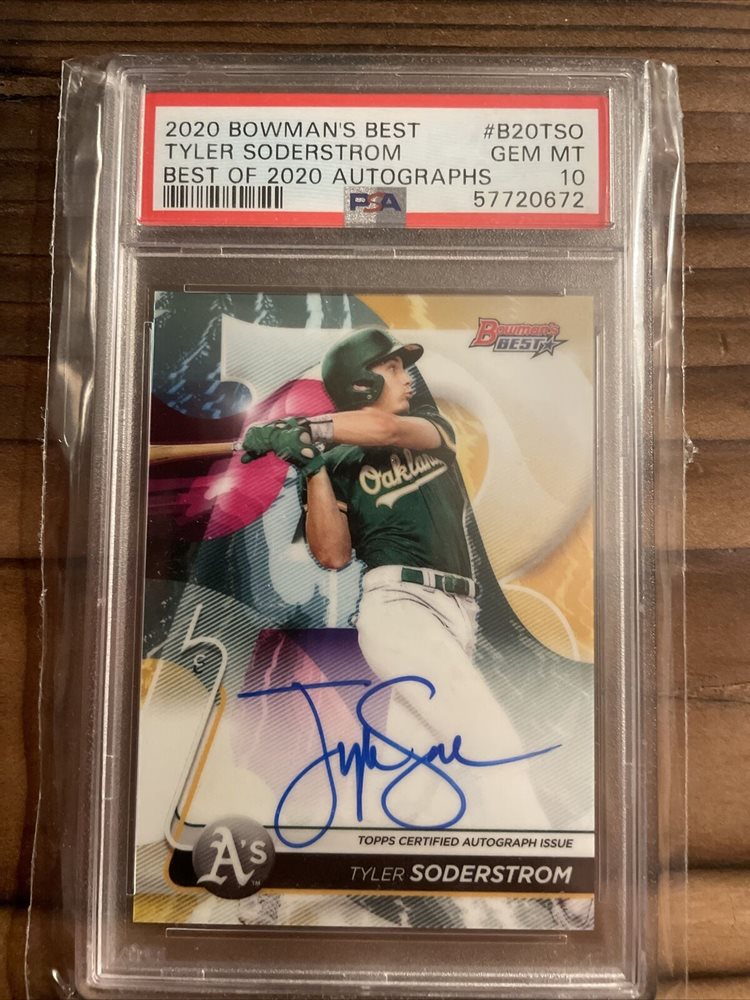 2020 BOWMAN'S BEST #B20TSO
TYLER SODERSTROM GEM MT
BEST OF 2020 AUTOGRAPHS 10
PSA 57720672
Bowman's
BEST
Oakland
TOPPS CERTIFIED AUTOGRAPH ISSUE
A's TM
TYLER SODERSTROM